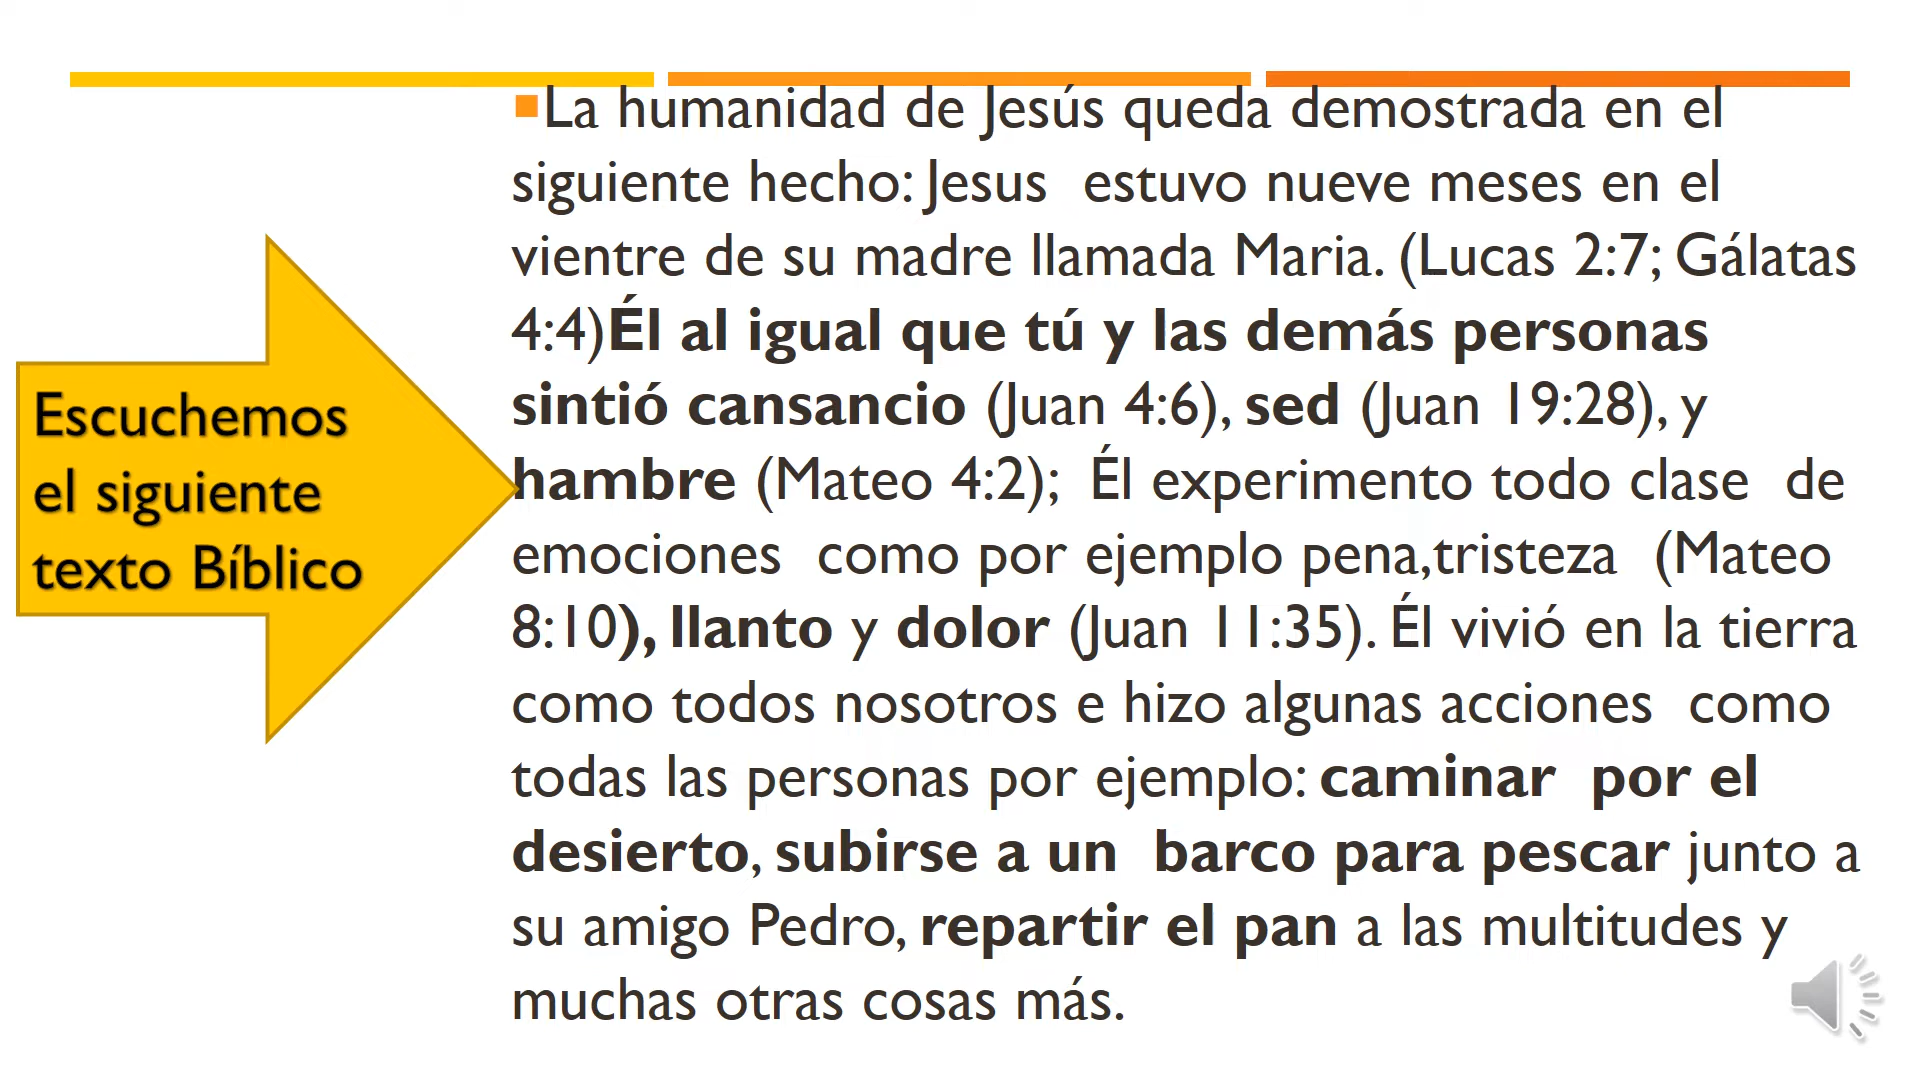 Escuchemos
el siguiente
texto Bíblico
La humanidad de Jesús queda demostrada en el
siguiente hecho: Jesus estuvo nueve meses en el
vientre de su madre llamada Maria. (Lucas 2:7; Gálatas
4:4)Él al igual que tú y las demás personas
sintió cansancio (Juan 4:6), sed (Juan 19:28), y
hambre (Mateo 4:2); Él experimento todo clase de
emociones como por ejemplo pena,tristeza (Mateo
8:10), llanto y dolor (Juan 11:35). Él vivió en la tierra
como todos nosotros e hizo algunas acciones como
todas las personas por ejemplo: caminar por el
desierto, subirse a un barco para pescar junto a
su amigo Pedro, repartir el pan a las multitudes y
muchas otras cosas más.